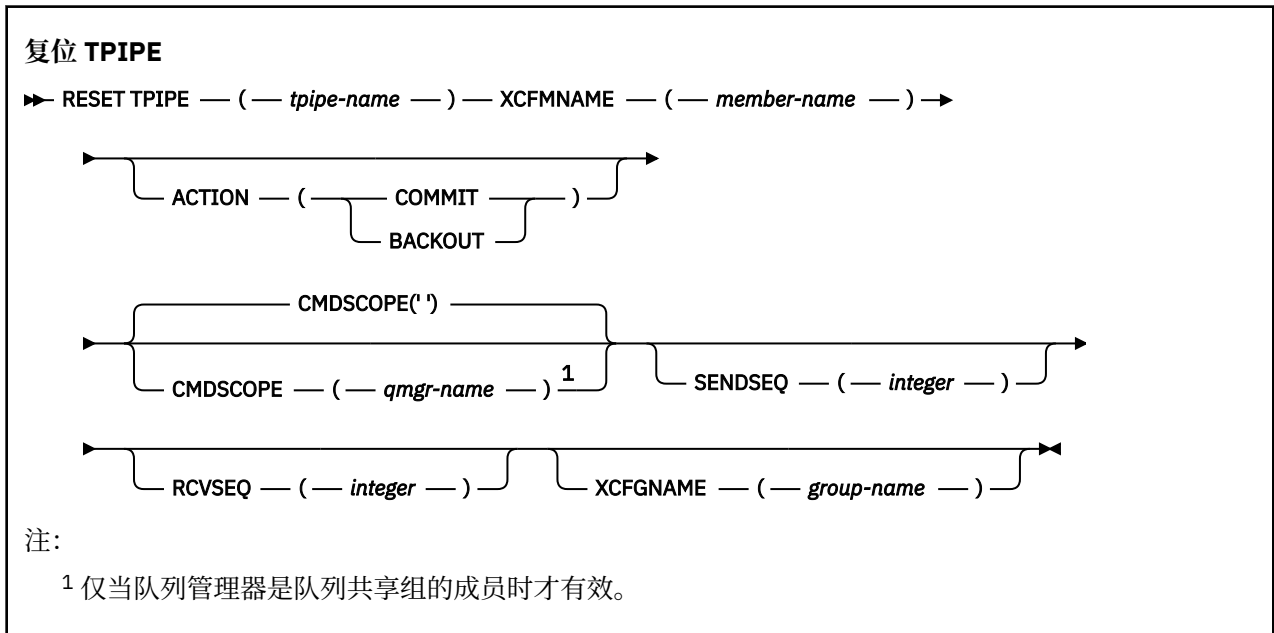 复位 TPIPE
RESET TPIPE ( tpipe-name ) XCFMNAME ( member-name )
ACTION ( COMMIT )
BACKOUT
CMDSCOPE(' ')
CMDSCOPE ( qmgr-name ) 1 SENDSEQ ( integer )
RCVSEQ ( integer ) XCFGNAME ( group-name )
注：
1 仅当队列管理器是队列共享组的成员时才有效。